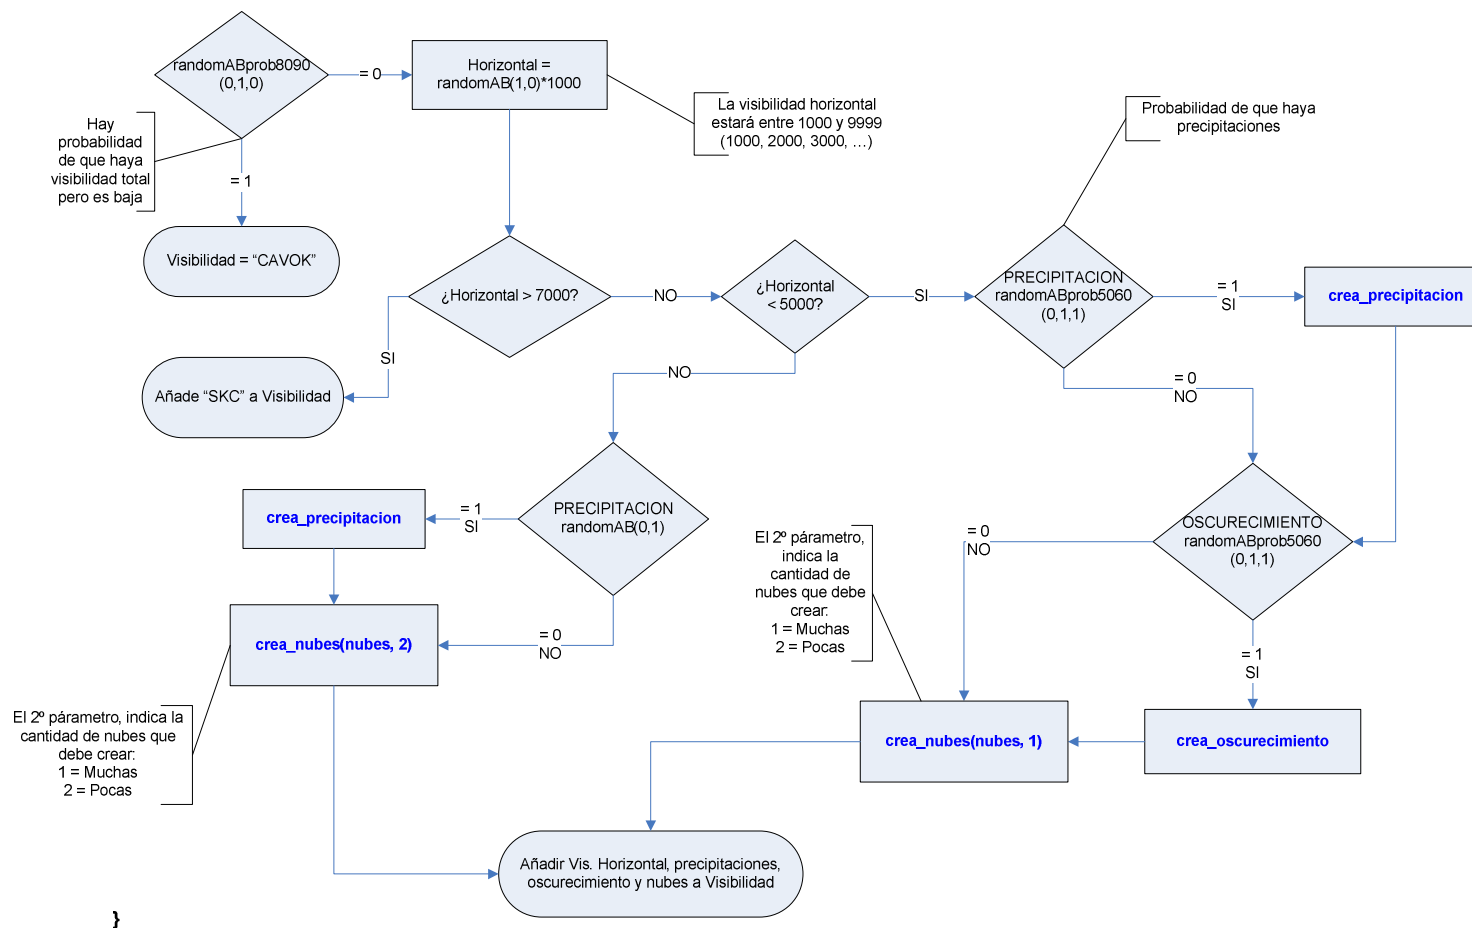 randomABprob8090
(0,1,0)
= 0
Horizontal =
randomAB(1,0)*1000
La visibilidad horizontal
estará entre 1000 y 9999
(1000, 2000, 3000, …)
Probabilidad de que haya
precipitaciones
Hay
probabilidad
de que haya
visibilidad total
pero es baja
= 1
Visibilidad = “CAVOK”
¿Horizontal > 7000?
NO
¿Horizontal
< 5000?
SI
PRECIPITACION
randomABprob5060
(0,1,1)
= 1
SI
crea_precipitacion
SI
Añade “SKC” a Visibilidad
NO
= 0
NO
PRECIPITACION
randomAB(0,1)
= 1
SI
crea_precipitacion
OSCURECIMIENTO
randomABprob5060
(0,1,1)
= 0
NO
El 2º párametro,
indica la
cantidad de
nubes que debe
crear:
1 = Muchas
2 = Pocas
= 0
NO
crea_nubes(nubes, 2)
= 1
SI
El 2º párametro, indica la
cantidad de nubes que
debe crear:
1 = Muchas
2 = Pocas
crea_nubes(nubes, 1)
crea_oscurecimiento
Añadir Vis. Horizontal, precipitaciones,
oscurecimiento y nubes a Visibilidad
}